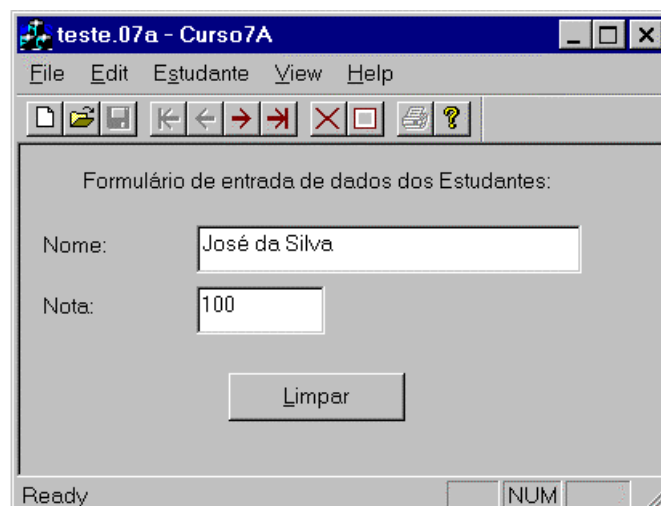 teste.07a - Curso7A
File Edit Estudante View Help
Formulário de entrada de dados dos Estudantes:
Nome: José da Silva
Nota: 100
Limpar
Ready NUM